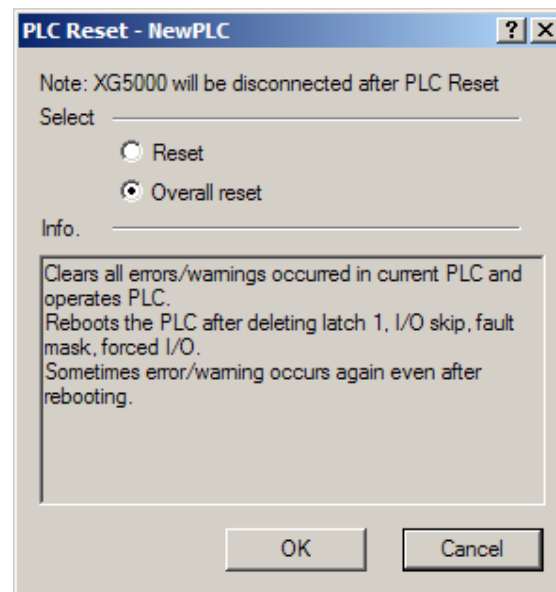 PLC Reset - NewPLC
Note: XG5000 will be disconnected after PLC Reset
Select
Reset
Overall reset
Info.
Clears all errors/warnings occurred in current PLC and
operates PLC.
Reboots the PLC after deleting latch 1, I/O skip, fault
mask, forced I/O.
Sometimes error/warning occurs again even after
rebooting.
OK
Cancel